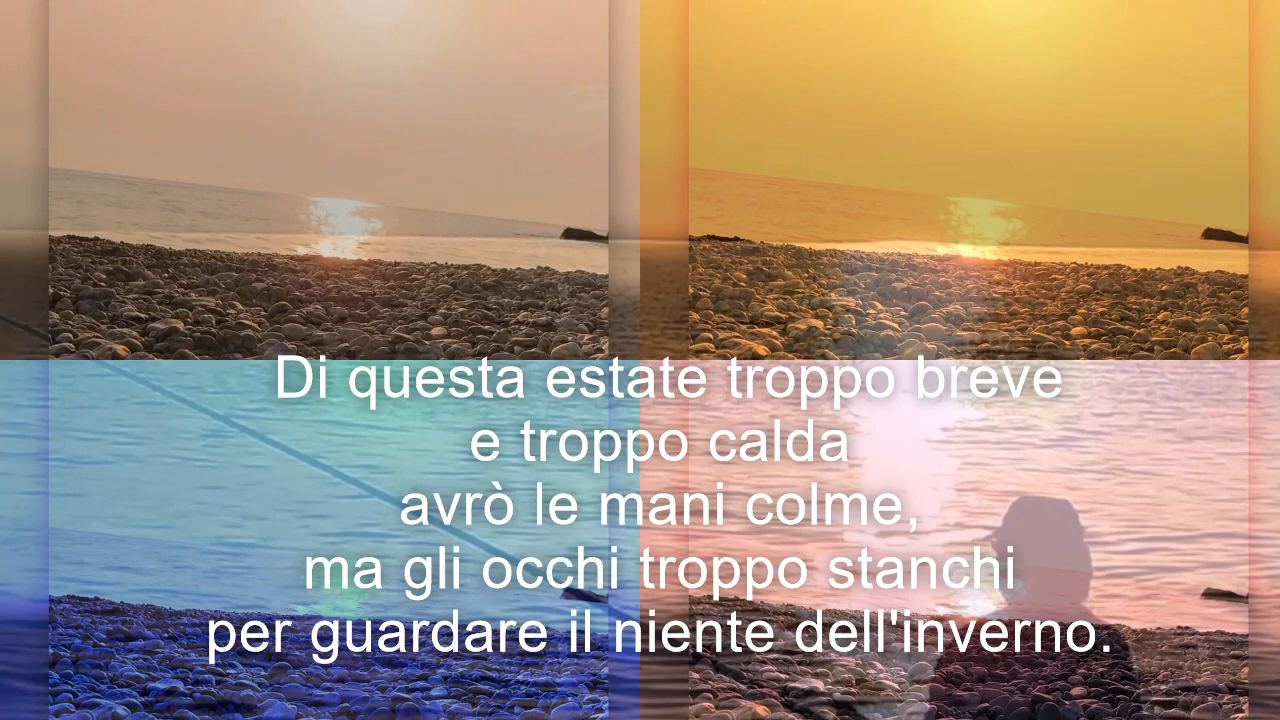 Di questa estate troppo breve
e troppo calda
avrò le mani colme,
ma gli occhi troppo stanchi
per guardare il niente dell'inverno.